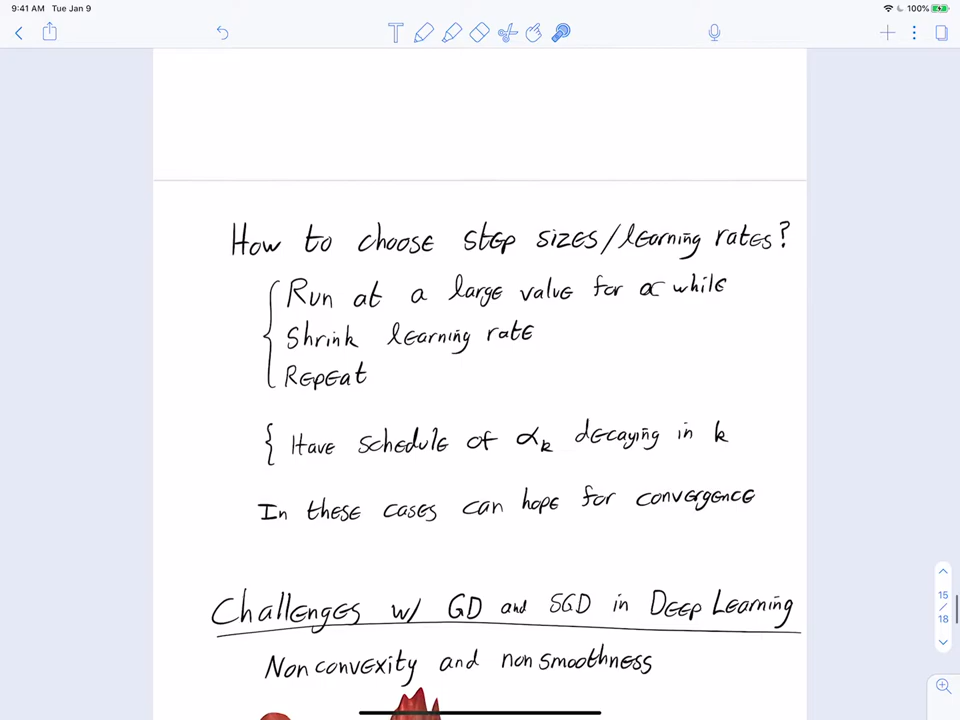 9:41 AM Tue Jan 9
100%
T
How to choose step sizes/learning rates?
Run at a large value for a while
Shrink learning rate
Repeat
Have schedule of αk decaying in k
In these cases can hope for convergence
Challenges w/ GD and SGD in Deep Learning
Nonconvexity and nonsmoothness
15
/
18